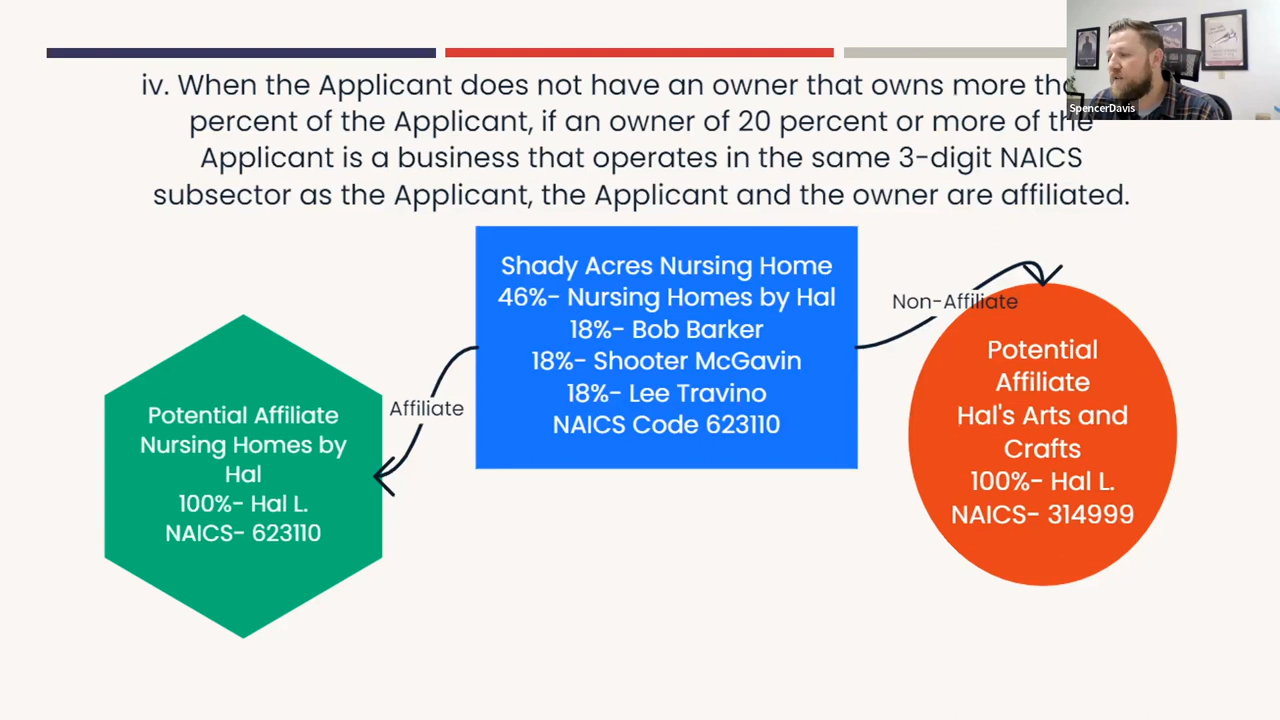 iv. When the Applicant does not have an owner that owns more
percent of the Applicant, if an owner of 20 percent or more of the
Applicant is a business that operates in the same 3-digit NAICS
subsector as the Applicant, the Applicant and the owner are affiliated.
SpencerDavis
Shady Acres Nursing Home
46%- Nursing Homes by Hal
18%- Bob Barker
18%- Shooter McGavin
18%- Lee Travino
NAICS Code 623110
Affiliate
Non-Affiliate
Potential Affiliate
Nursing Homes by
Hal
100%- Hal L.
NAICS- 623110
Potential
Affiliate
Hal's Arts and
Crafts
100%- Hal L.
NAICS- 314999